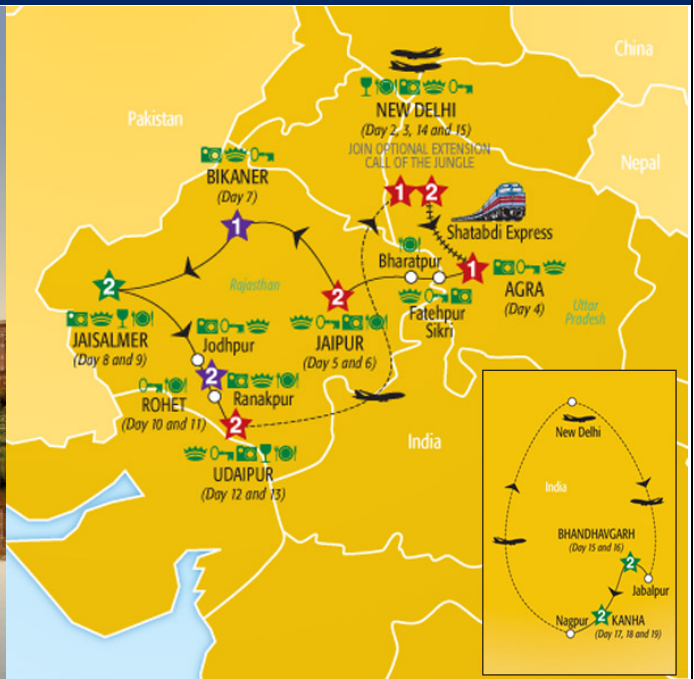 China
Pakistan
Nepal
NEW DELHI
(Day 2, 3, 14 and 15)
JOIN OPTIONAL EXTENSION
CALL OF THE JUNGLE
BIKANER
(Day 7)
1
1
2
Shatabdi Express
Bharatpur
1
AGRA
(Day 4)
Fatehpur
Sikri
Uttar
Pradesh
Rajasthan
2
JAISALMER
(Day 8 and 9)
2
JAIPUR
(Day 5 and 6)
Jodhpur
2
Ranakpur
ROHET
(Day 10 and 11)
2
UDAIPUR
(Day 12 and 13)
India
New Delhi
India
BHANDHAVGARH
(Day 15 and 16)
2
Jabalpur
Nagpur
2
KANHA
(Day 17, 18 and 19)